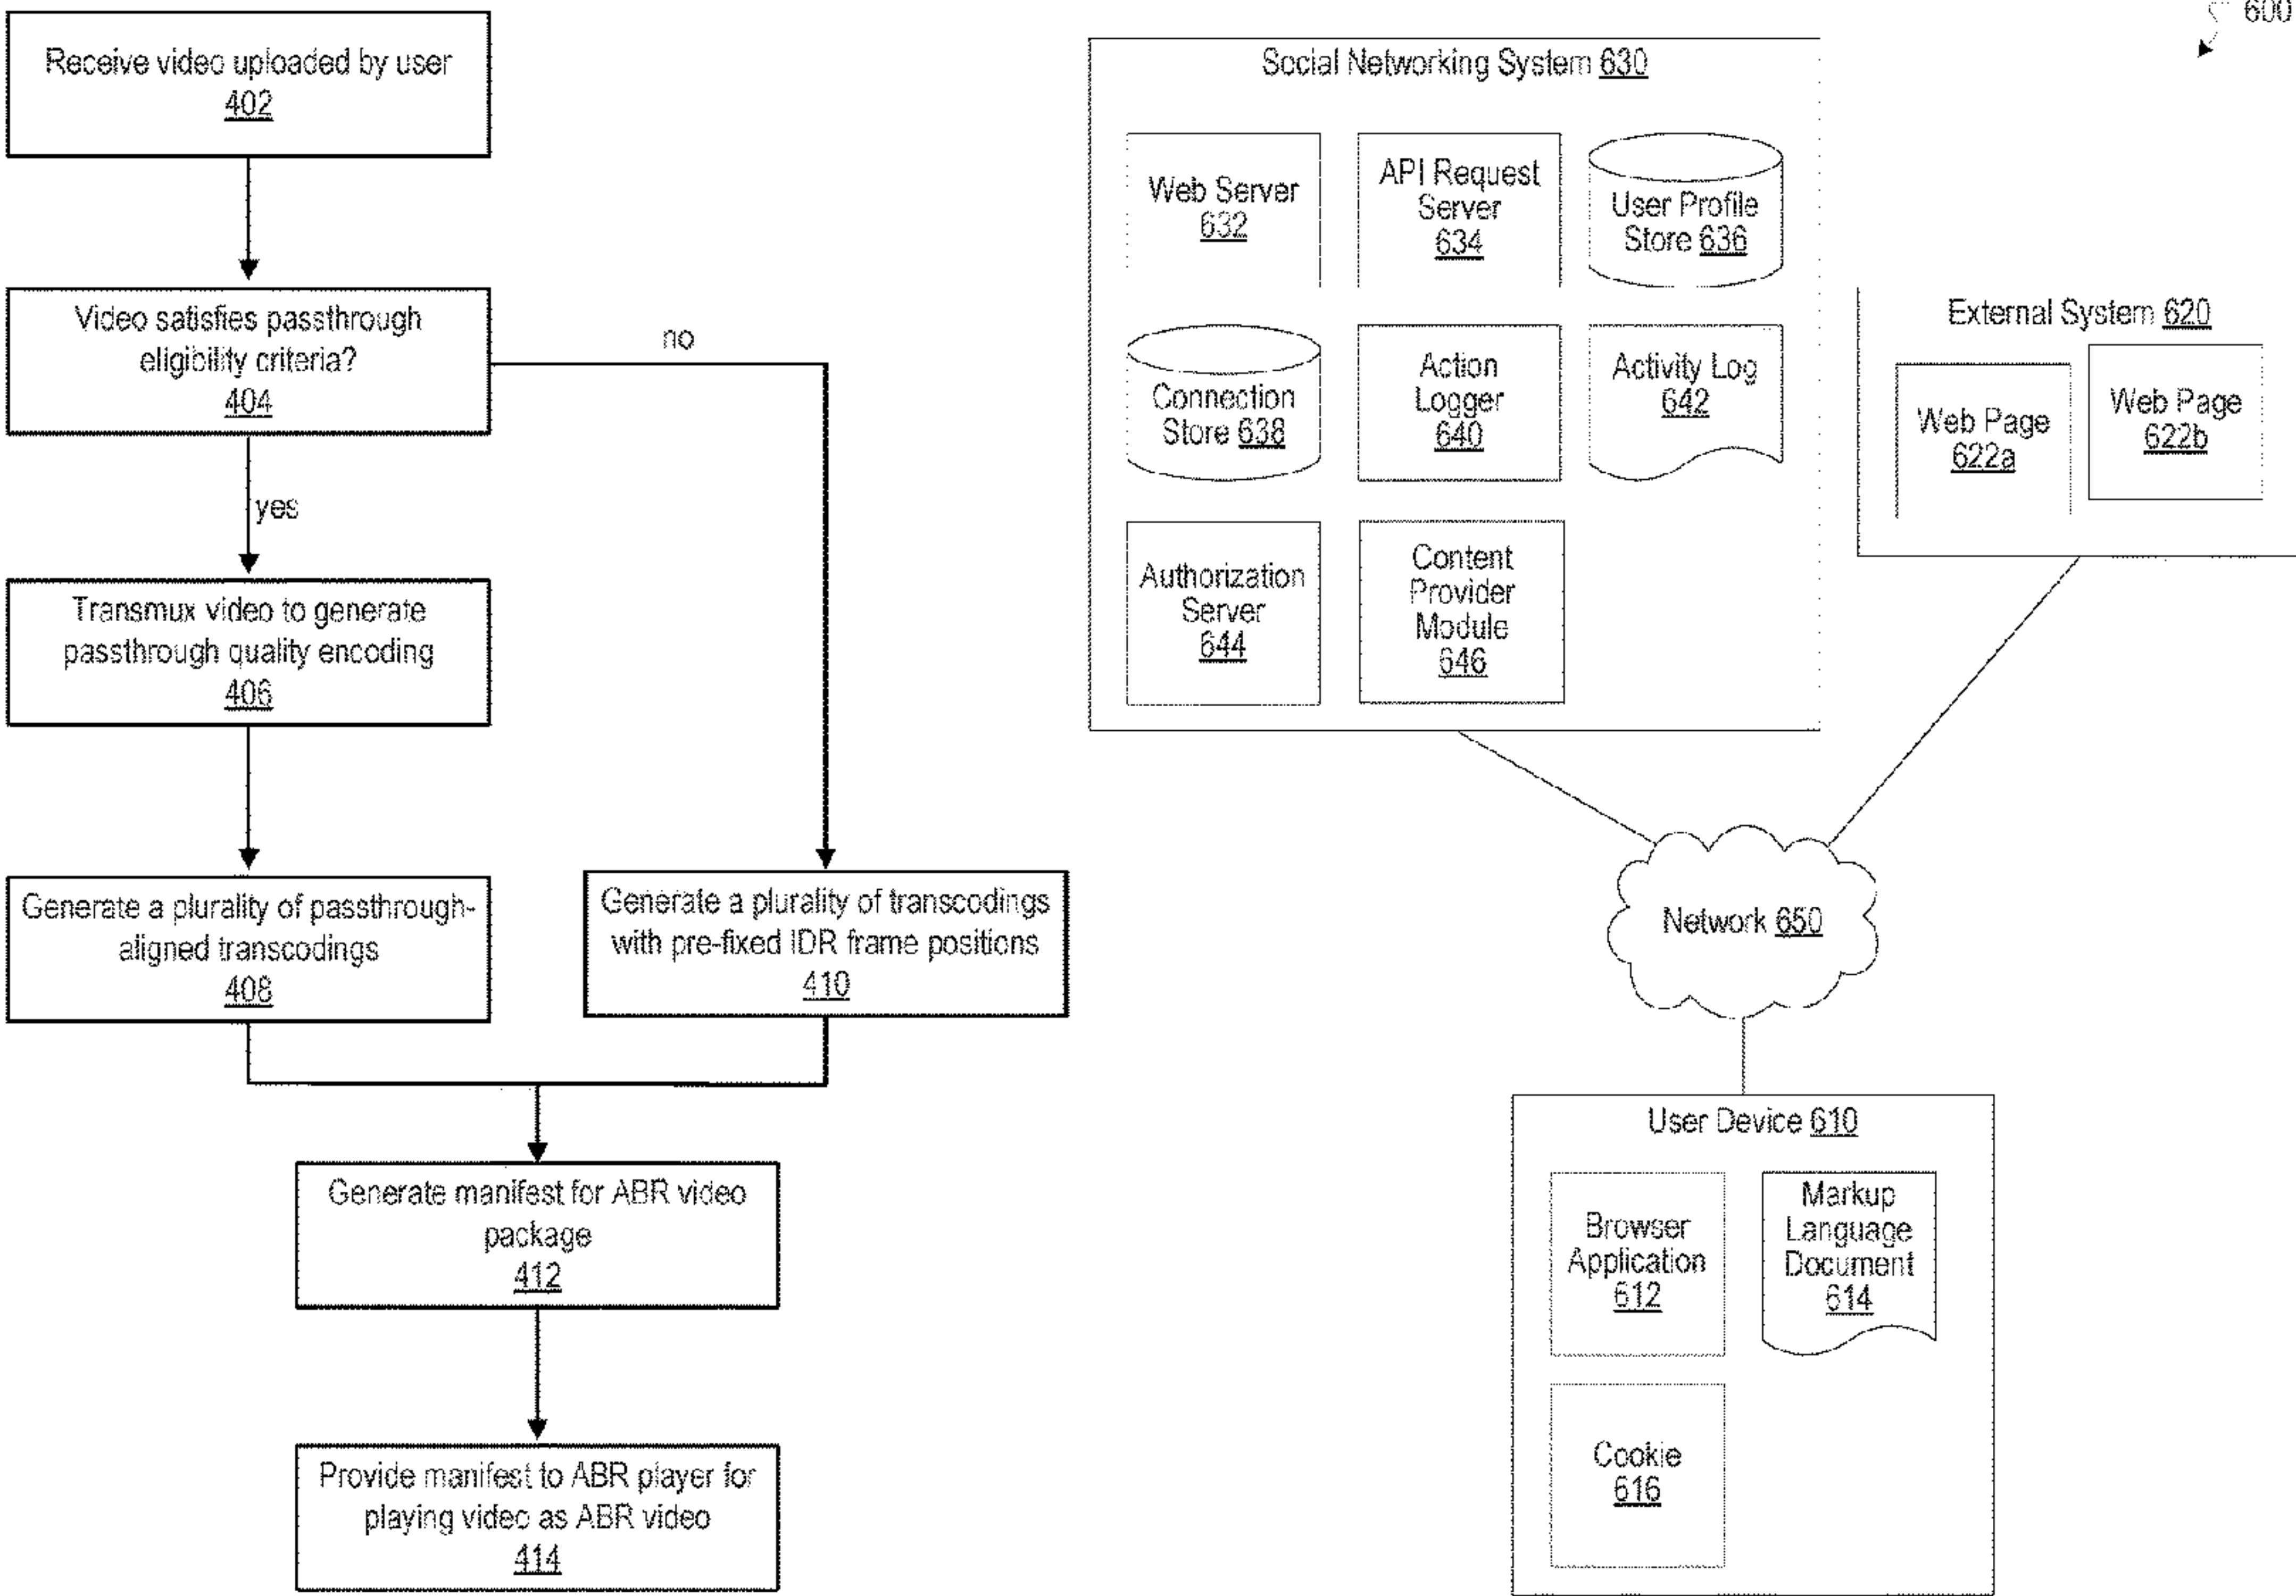 Receive video uploaded by user
402
Video satisfies passthrough
eligibility criteria?
404
no
yes
Transmux video to generate
passthrough quality encoding
406
Generate a plurality of passthrough-
aligned transcodings
408
Generate a plurality of transcodings
with pre-fixed IDR frame positions
410
Generate manifest for ABR video
package
412
Provide manifest to ABR player for
playing video as ABR video
414
600
Social Networking System 630
Web Server
632
API Request
Server
634
User Profile
Store 636
Connection
Store 638
Action
Logger
640
Activity Log
642
Authorization
Server
644
Content
Provider
Module
646
External System 620
Web Page
622a
Web Page
622b
Network 650
User Device 610
Browser
Application
612
Markup
Language
Document
614
Cookie
616